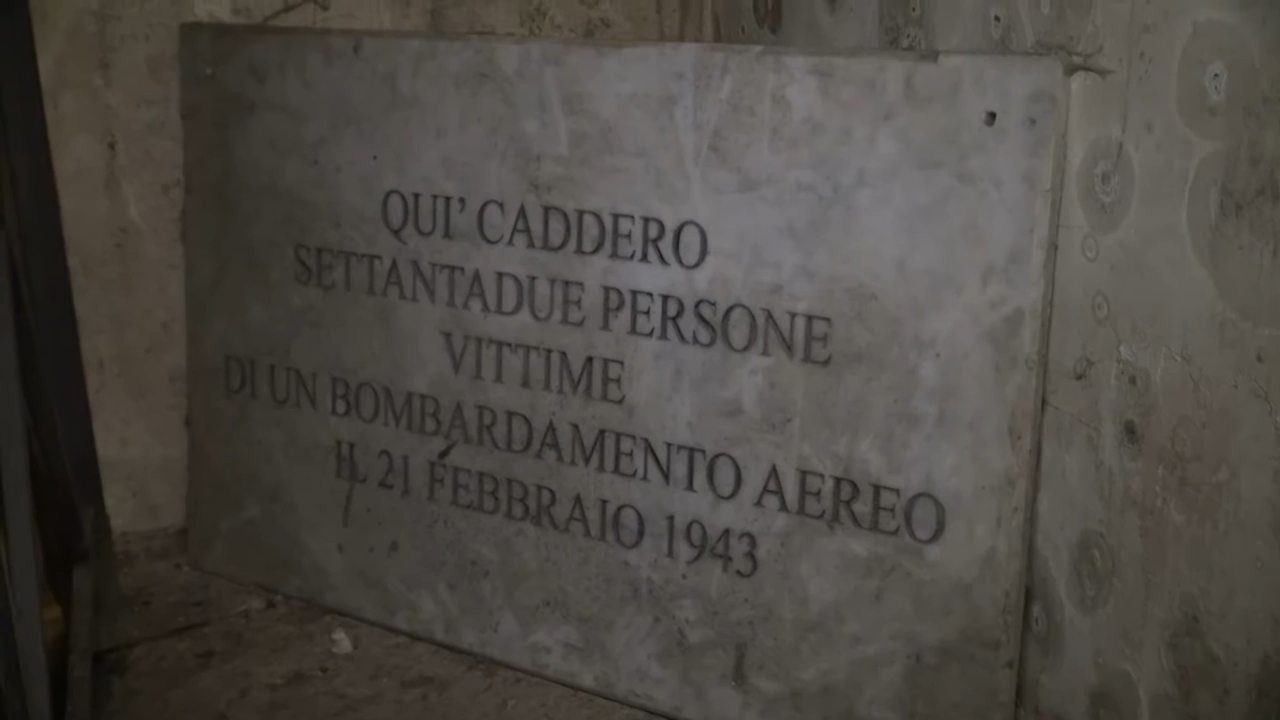 QUI' CADDERO
SETTANTADUE PERSONE
VITTIME
DI UN BOMBARDAMENTO AEREO
IL 21 FEBBRAIO 1943